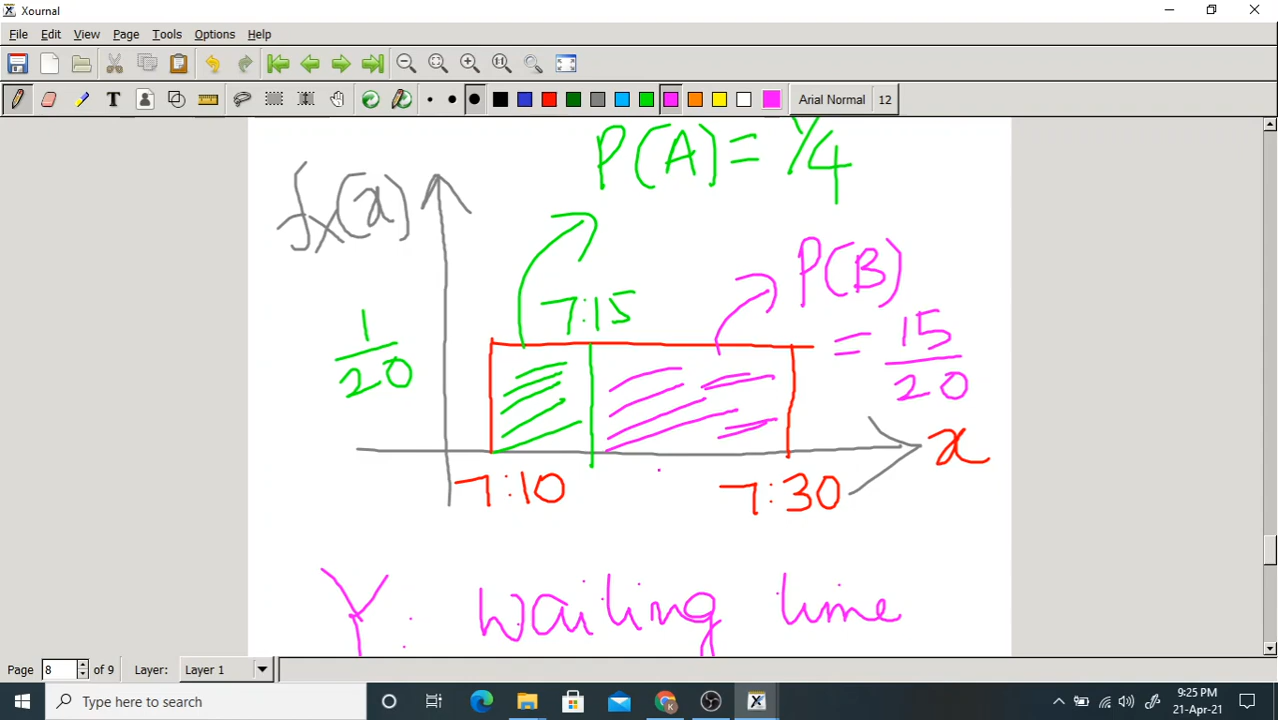 Xournal
File Edit View Page Tools Options Help
Arial Normal 12
P(A) = 1/4
fx(x)
P(B)
= 15/20
7:15
1/20
x
7:10 7:30
Y: waiting time
Page 8 of 9 Layer: Layer 1
Type here to search
9:25 PM
21-Apr-21